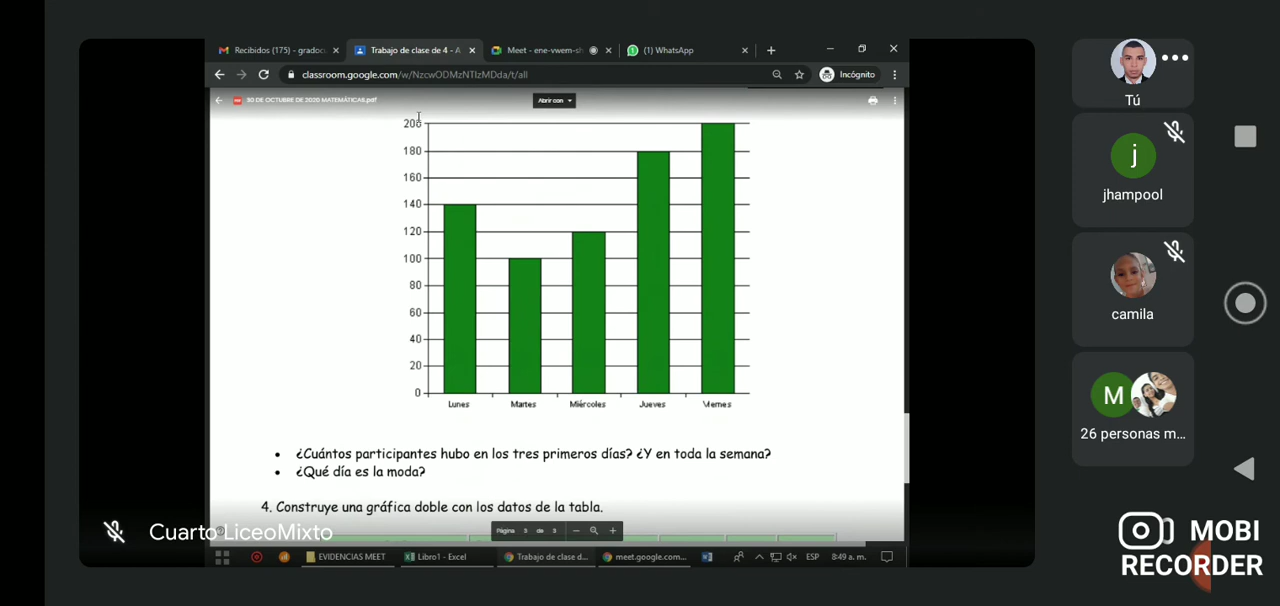 Recibidos (175) - gradoc
Trabajo de clase de 4 - A
Meet - ene-vwem-sh
(1) WhatsApp
classroom.google.com/w/NzcwODMzNTIzMDda/t/all
Incógnito
30 DE OCTUBRE DE 2020 MATEMÁTICAS.pdf
Abrir con
200
180
160
140
120
100
80
60
40
20
0
Lunes Martes Miércoles Jueves Viernes
• ¿Cuántos participantes hubo en los tres primeros días? ¿Y en toda la semana?
• ¿Qué día es la moda?
4. Construye una gráfica doble con los datos de la tabla.
Cuarto LiceoMixto
Página 3 de 3
EVIDENCIAS MEET
Libro1 - Excel
Trabajo de clase d...
meet.google.com...
ESP
8:49 a. m.
Tú
j
jhampool
camila
M
26 personas m...
MOBI
RECORDER